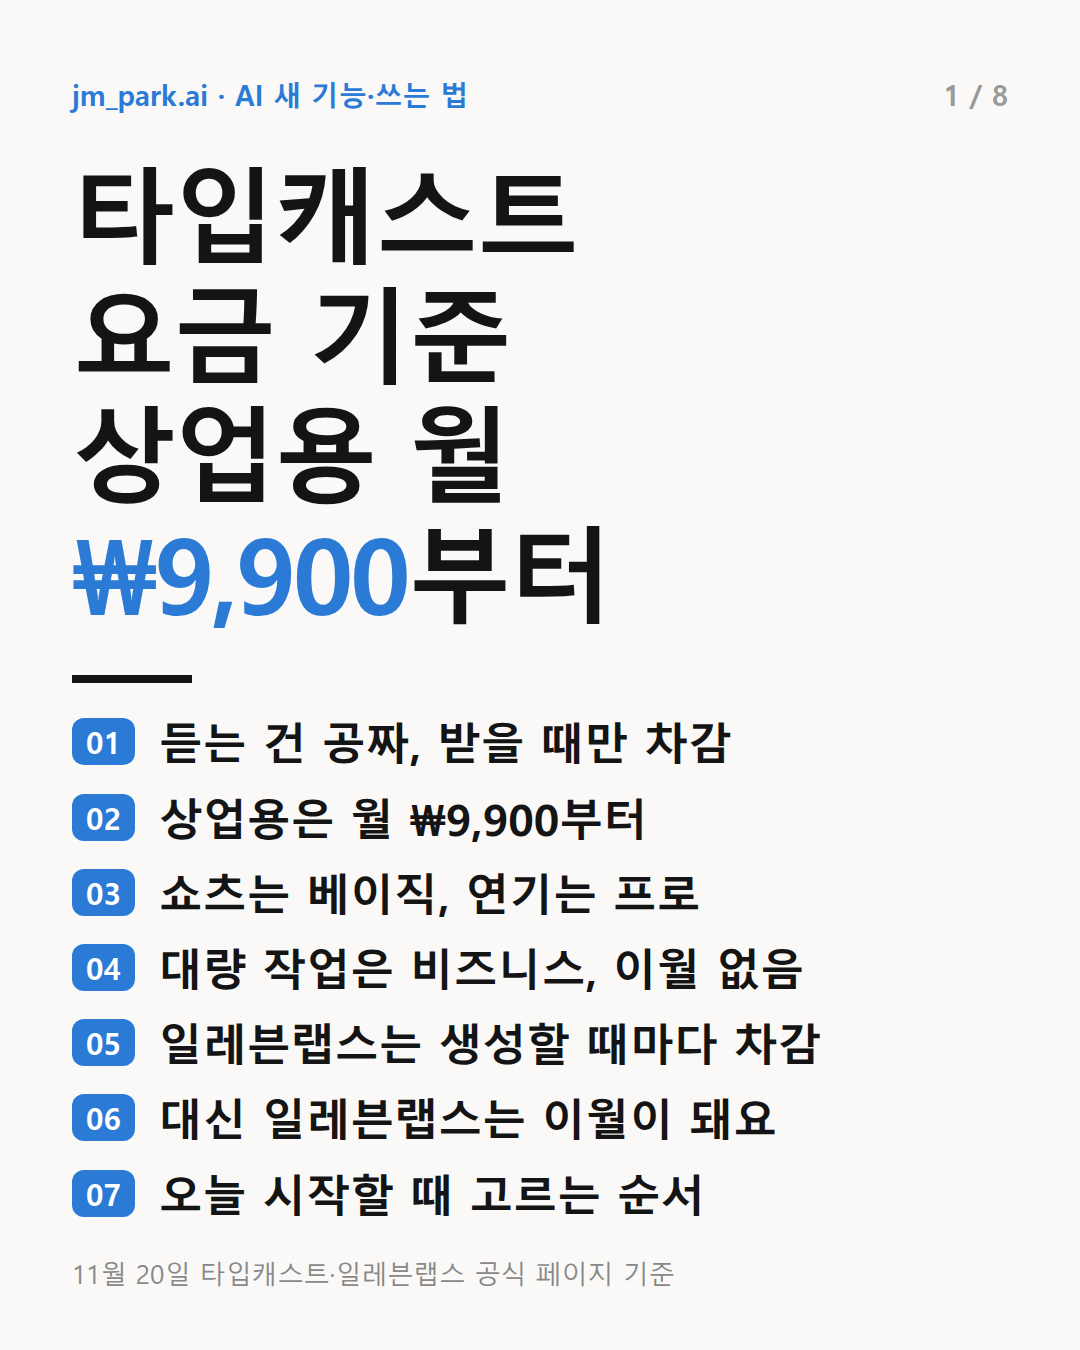 jm_park.ai · AI 새 기능·쓰는 법
1 / 8
타입캐스트
요금 기준
상업용 월
₩9,900부터
01 듣는 건 공짜, 받을 때만 차감
02 상업용은 월 ₩9,900부터
03 쇼츠는 베이직, 연기는 프로
04 대량 작업은 비즈니스, 이월 없음
05 일레븐랩스는 생성할 때마다 차감
06 대신 일레븐랩스는 이월이 돼요
07 오늘 시작할 때 고르는 순서
11월 20일 타입캐스트·일레븐랩스 공식 페이지 기준